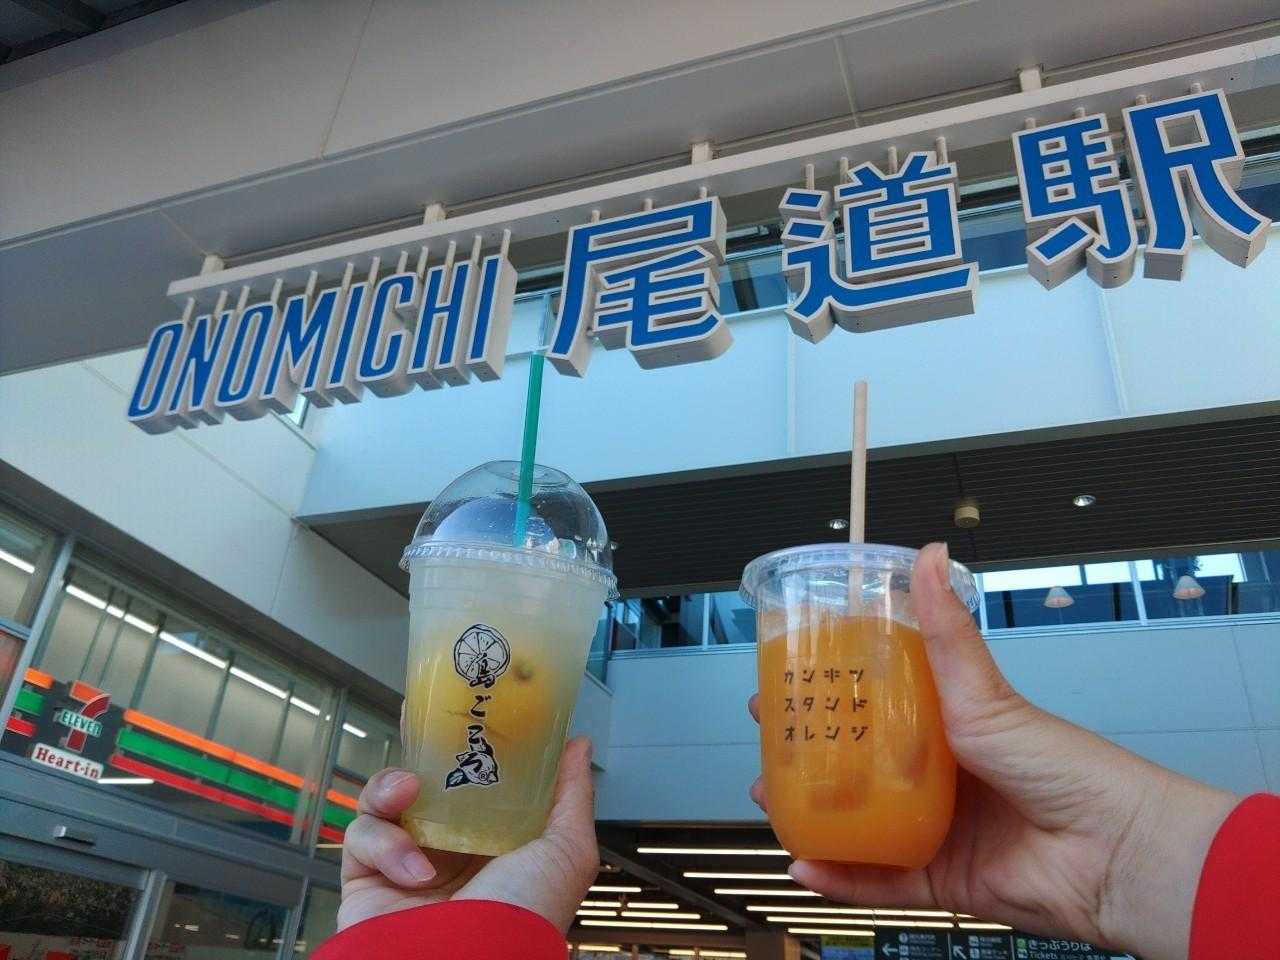 ONOMICHI 尾道駅
島ごころ
カンキツ
スタンド
オレンジ
7
ELEVEN
Heart-in
きっぷうりば
Tickets